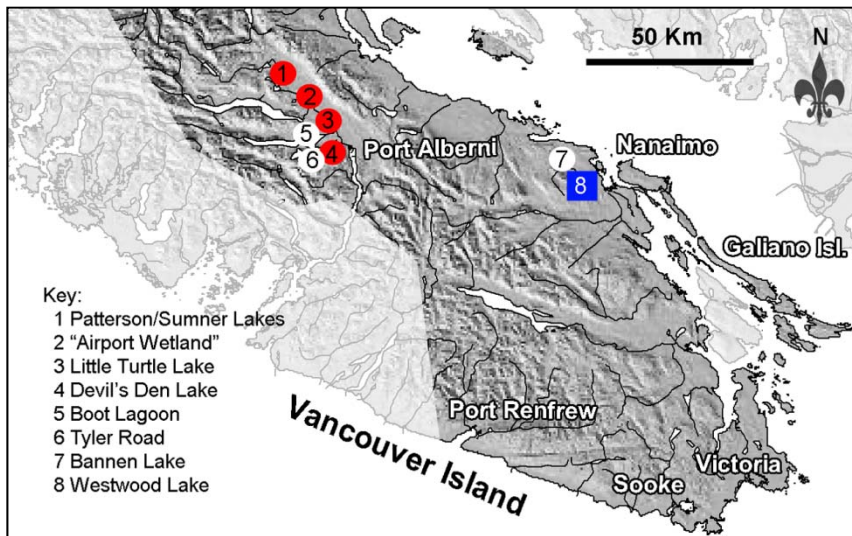 50 Km
N
1
2
3
5
4
6
Port Alberni
7
Nanaimo
8
Galiano Isl.
Key:
1 Patterson/Sumner Lakes
2 “Airport Wetland”
3 Little Turtle Lake
4 Devil’s Den Lake
5 Boot Lagoon
6 Tyler Road
7 Bannen Lake
8 Westwood Lake
Vancouver Island
Port Renfrew
Victoria
Sooke